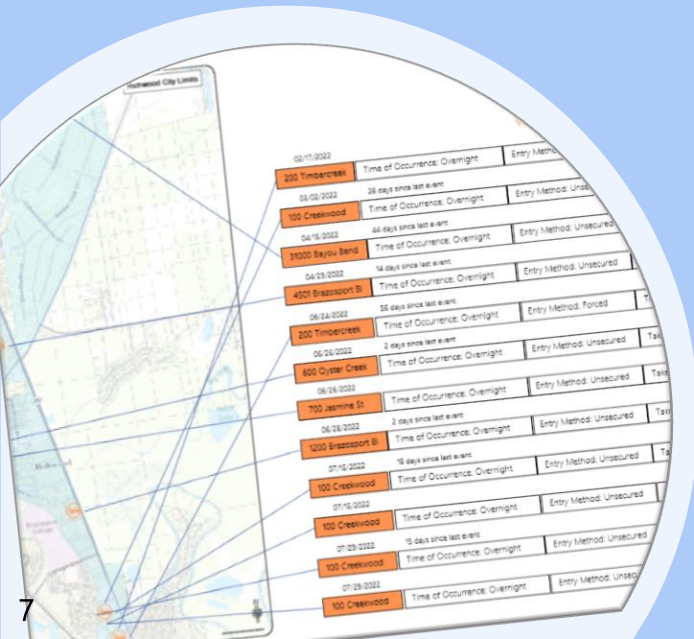 Richwood City Limits
02/17/2022
200 Timbercreek Time of Occurrence: Overnight Entry
03/02/2022 28 days since last event
100 Creekwood Time of Occurrence: Overnight Entry Method:
04/15/2022 44 days since last event
31000 Bayou Bend Time of Occurrence: Overnight Entry Method: Unsecured
04/29/2022 14 days since last event
4501 Brazosport Bl Time of Occurrence: Overnight Entry Method: Unsecured
36 days since last event
200 Timbercreek Time of Occurrence: Overnight Entry Method: Forced
06/26/2022 2 days since last event
800 Oyster Creek Time of Occurrence: Overnight Entry Method: Unsecured
06/26/2022
700 Jasmine St Time of Occurrence: Overnight Entry Method: Unsecured
06/28/2022 2 days since last event
1200 Brazosport Bl Time of Occurrence: Overnight Entry Method: Unsecured
07/15/2022 days since last event
100 Creekwood Time of Occurrence: Overnight Entry Method: Unsecured
07/15/2022
100 Creekwood Time of Occurrence: Overnight Entry Method: Unsecured
07/29/2022 days since last event
100 Creekwood Time of Occurrence: Overnight Entry Method: Unsecured
07/29/2022
100 Creekwood Time of Occurrence: Overnight Entry Method:
Richwood
7